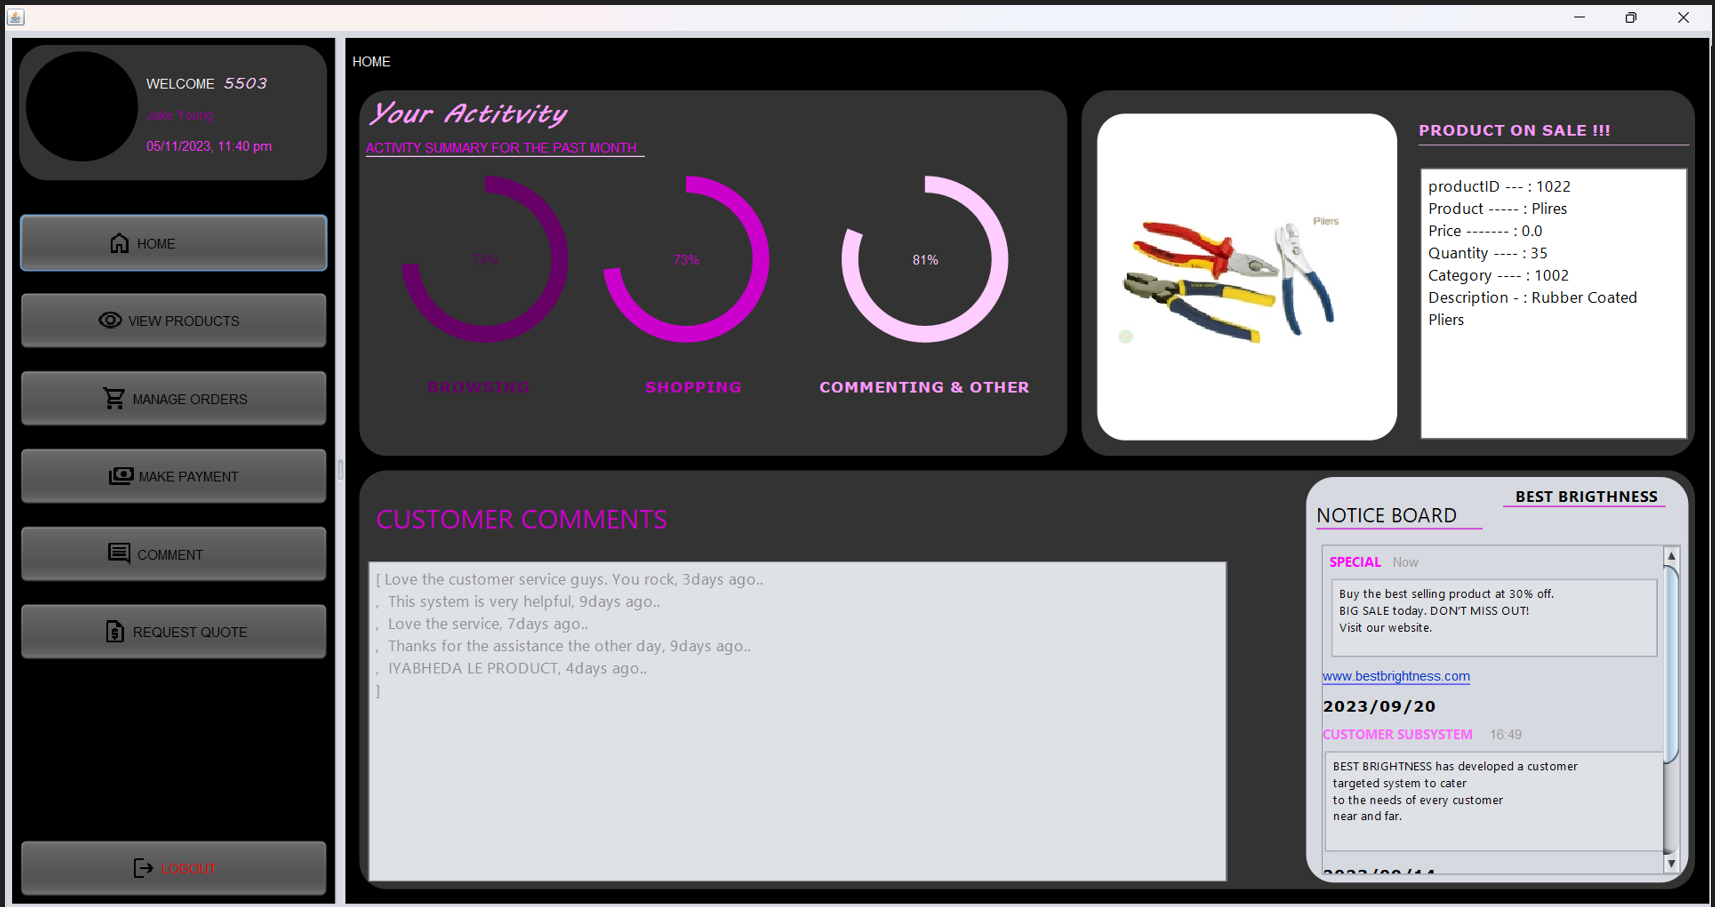 WELCOME 5503
Jake Young
05/11/2023, 11:40 pm
HOME
VIEW PRODUCTS
MANAGE ORDERS
MAKE PAYMENT
COMMENT
REQUEST QUOTE
LOGOUT
HOME
Your Actitvity
ACTIVITY SUMMARY FOR THE PAST MONTH
74%
73%
81%
BROWSING
SHOPPING
COMMENTING & OTHER
Pliers
PRODUCT ON SALE !!!
productID --- : 1022
Product ----- : Plires
Price ------- : 0.0
Quantity ---- : 35
Category ---- : 1002
Description - : Rubber Coated
Pliers
CUSTOMER COMMENTS
[ Love the customer service guys. You rock, 3days ago..
, This system is very helpful, 9days ago..
, Love the service, 7days ago..
, Thanks for the assistance the other day, 9days ago..
, IYABHEDA LE PRODUCT, 4days ago..
]
BEST BRIGTHNESS
NOTICE BOARD
SPECIAL Now
Buy the best selling product at 30% off.
BIG SALE today. DON'T MISS OUT!
Visit our website.
www.bestbrightness.com
2023/09/20
CUSTOMER SUBSYSTEM 16:49
BEST BRIGHTNESS has developed a customer
targeted system to cater
to the needs of every customer
near and far.
2023/09/14